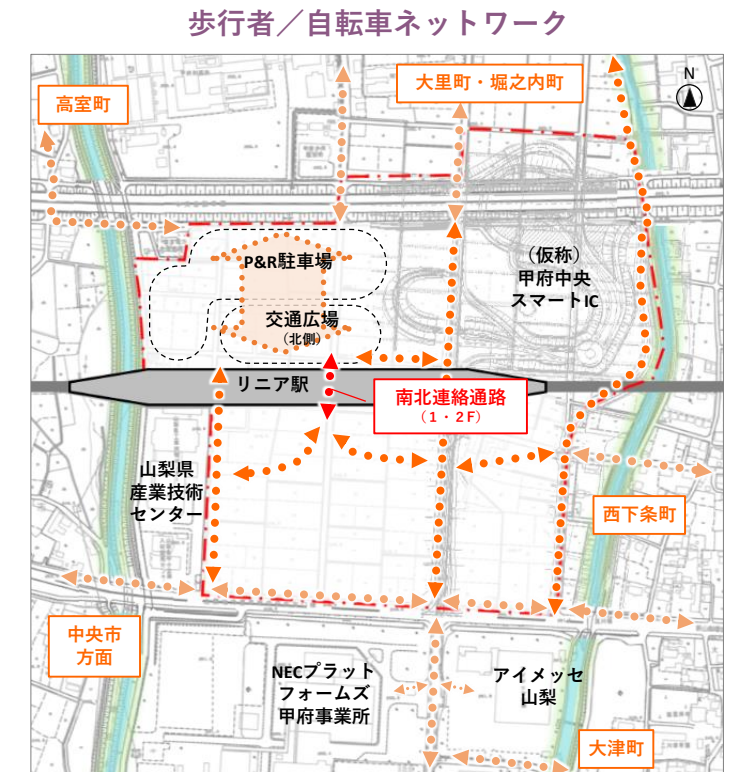 歩行者／自転車ネットワーク
高室町
大里町・堀之内町
N
P&R駐車場
（仮称）
甲府中央
スマートIC
交通広場
（北側）
リニア駅
南北連絡通路
（１・２F）
山梨県
産業技術
センター
西下条町
中央市
方面
NECプラット
フォームズ
甲府事業所
アイメッセ
山梨
大津町